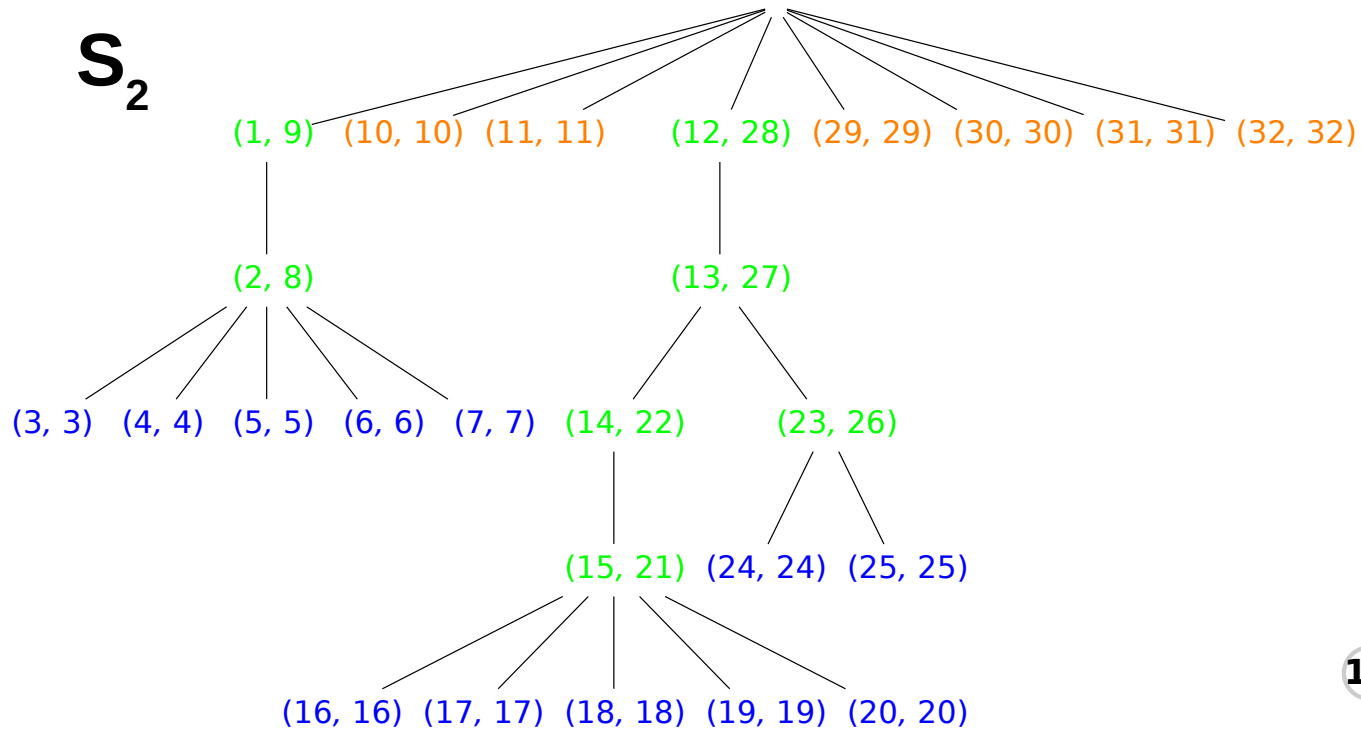 S2
(1, 9) (10, 10) (11, 11) (12, 28) (29, 29) (30, 30) (31, 31) (32, 32)
(2, 8) (13, 27)
(3, 3) (4, 4) (5, 5) (6, 6) (7, 7) (14, 22) (23, 26)
(15, 21) (24, 24) (25, 25)
1
(16, 16) (17, 17) (18, 18) (19, 19) (20, 20)